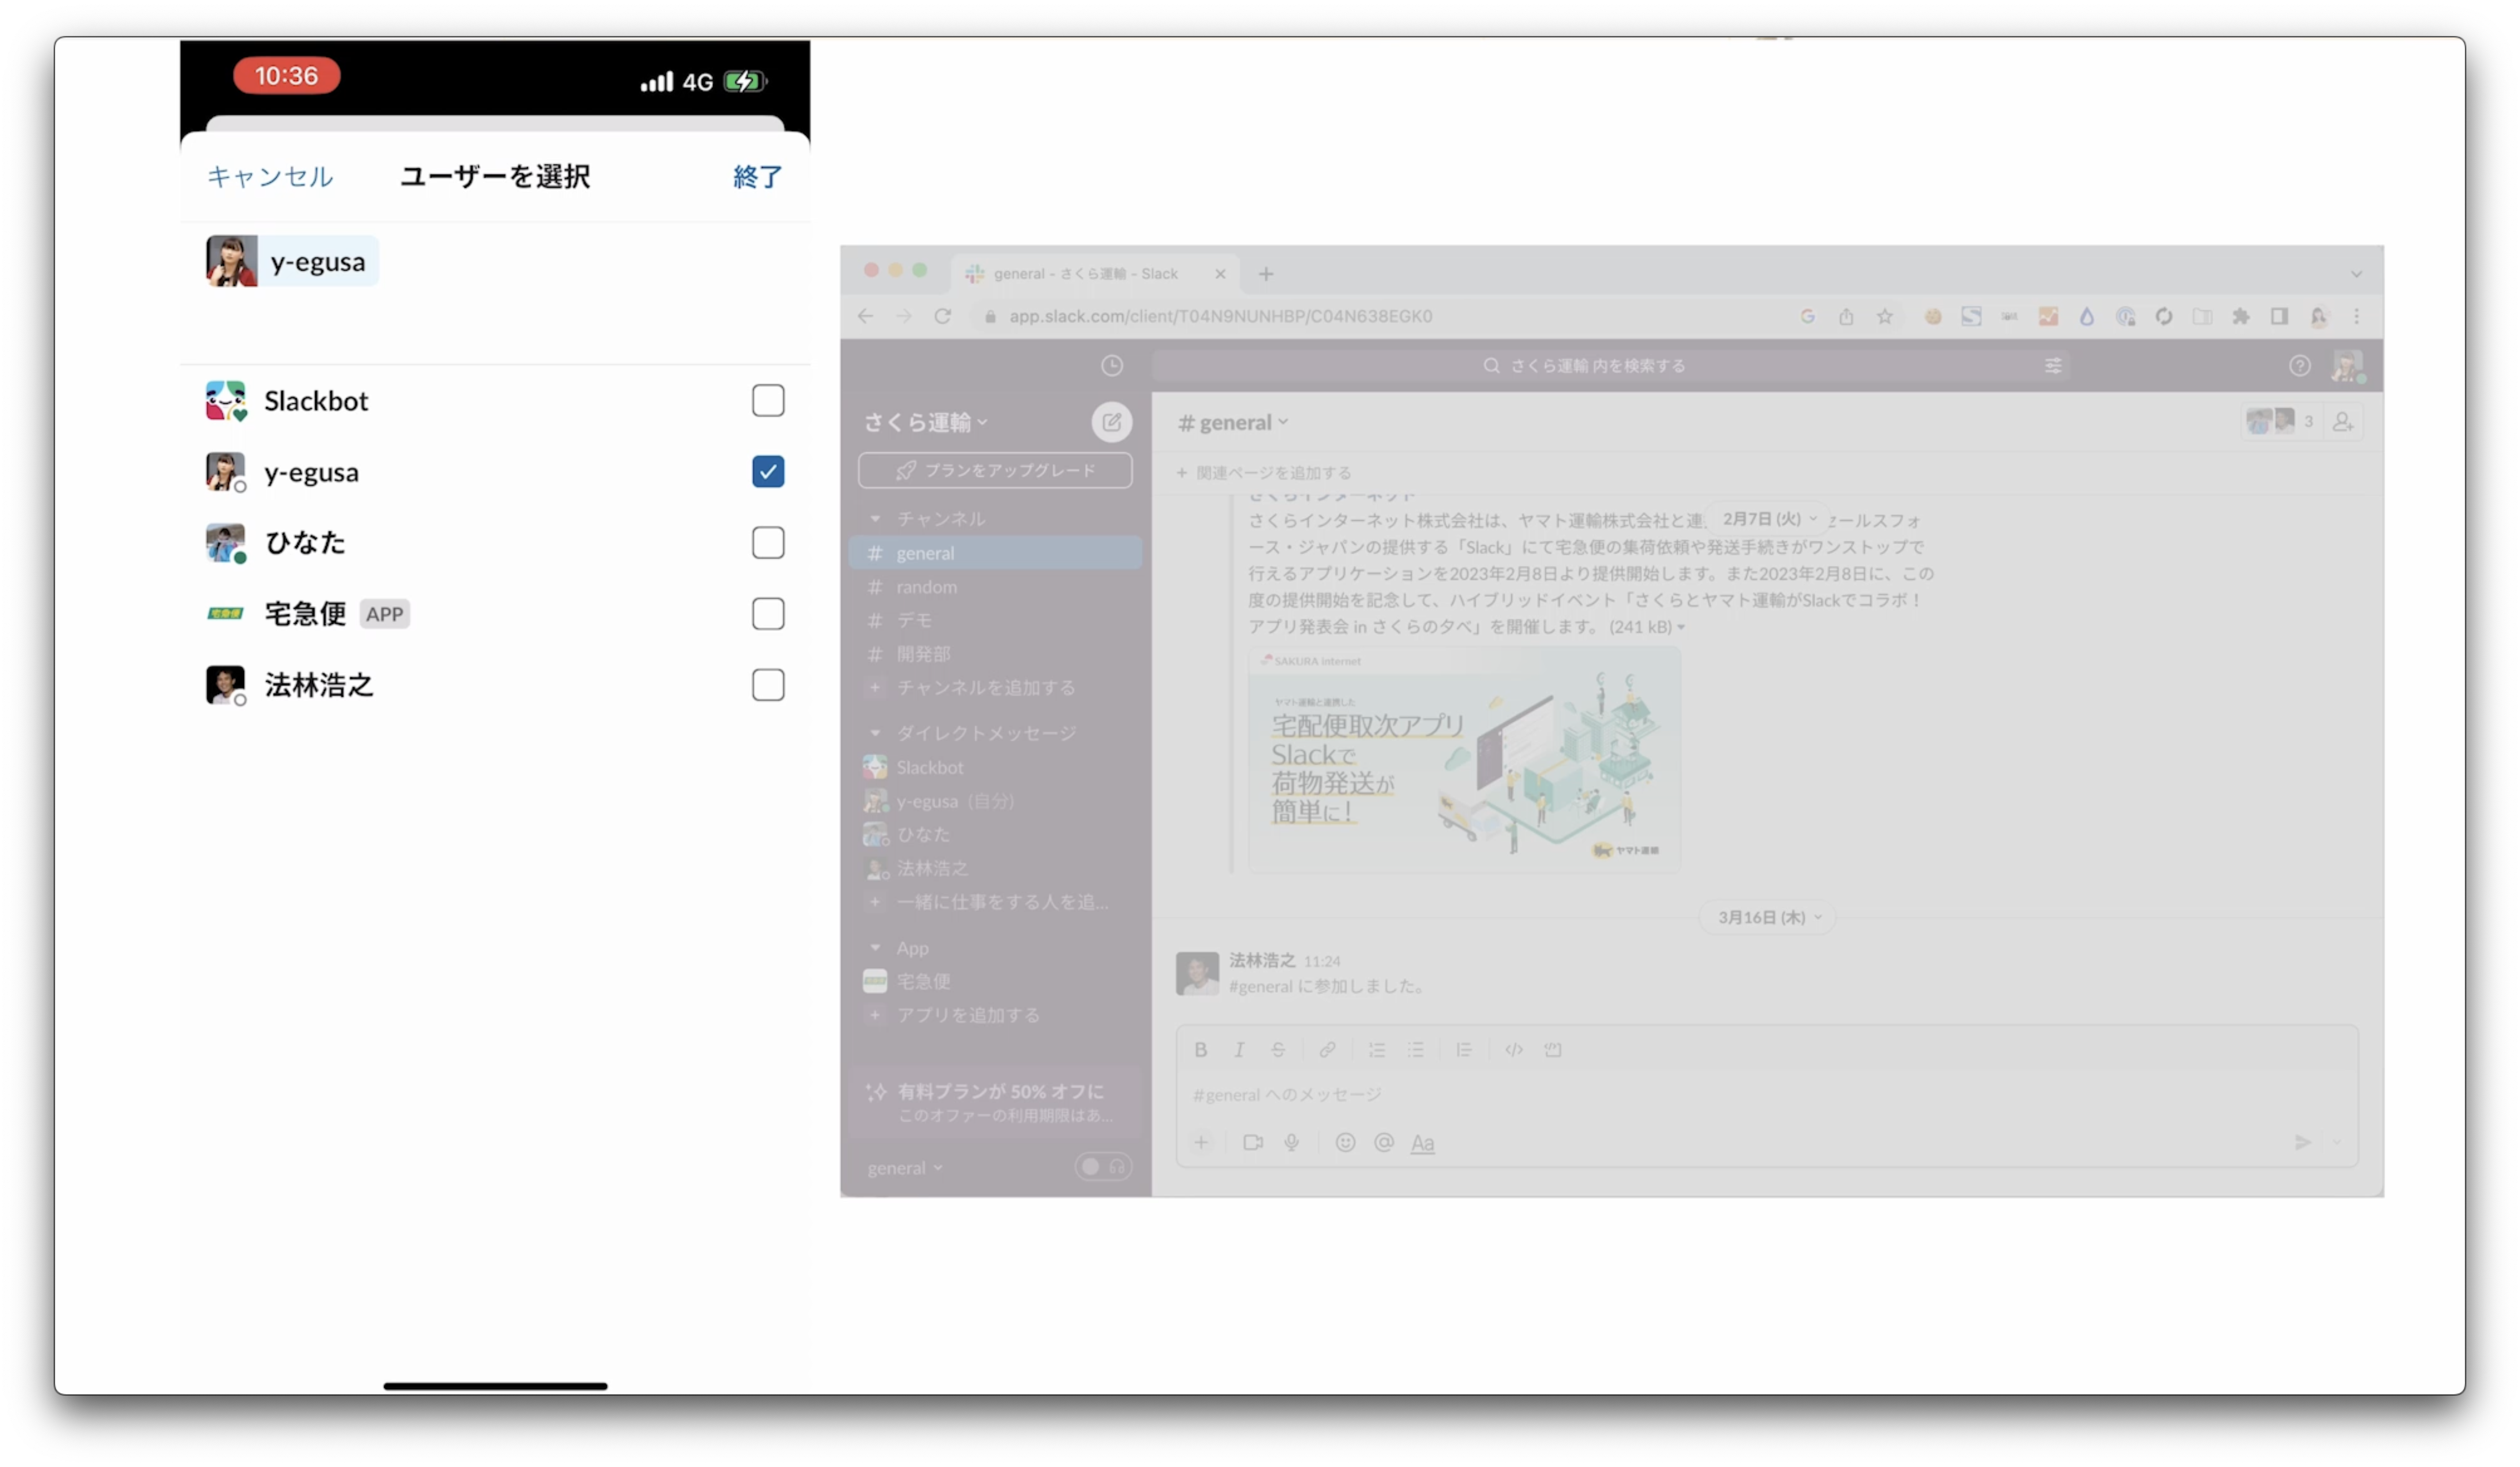 10:36
4G
キャンセル
ユーザーを選択
終了
y-egusa
Slackbot
y-egusa
ひなた
宅急便 APP
法林浩之
general - さくら運輸 - Slack
app.slack.com/client/T04N9NUNHBP/C04N638EGK0
さくら運輸 内を検索する
さくら運輸
プランをアップグレード
チャンネル
# general
# random
# デモ
# 開発部
+ チャンネルを追加する
ダイレクトメッセージ
Slackbot
y-egusa (自分)
ひなた
法林浩之
+ 一緒に仕事をする人を追...
App
宅急便
+ アプリを追加する
有料プランが 50% オフに
このオファーの利用期限はあ...
general
# general
3
+ 関連ページを追加する
さくらインターネット
2月7日 (火)
さくらインターネット株式会社は、ヤマト運輸株式会社と連 セールスフォ
ース・ジャパンの提供する「Slack」にて宅急便の集荷依頼や発送手続きがワンストップで
行えるアプリケーションを2023年2月8日より提供開始します。また2023年2月8日に、この
度の提供開始を記念して、ハイブリッドイベント「さくらとヤマト運輸がSlackでコラボ！
アプリ発表会 in さくらの夕べ」を開催します。 (241 kB)
SAKURA internet
ヤマト運輸と連携した
宅配便取次アプリ
Slackで
荷物発送が
簡単に！
ヤマト運輸
3月16日 (木)
法林浩之 11:24
#general に参加しました。
B I S
#general へのメッセージ
Aa